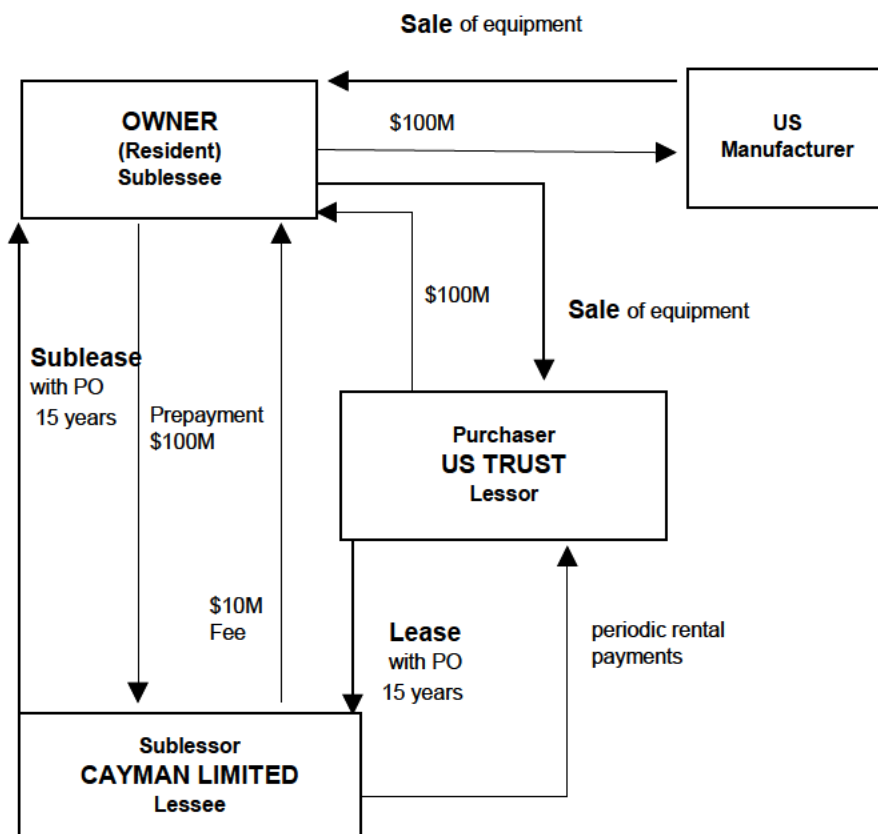 Sale of equipment
OWNER
(Resident)
Sublessee
$100M
US
Manufacturer
$100M
Sale of equipment
Sublease
with PO
15 years
Prepayment
$100M
Purchaser
US TRUST
Lessor
$10M
Fee
Lease
with PO
15 years
periodic rental
payments
Sublessor
CAYMAN LIMITED
Lessee